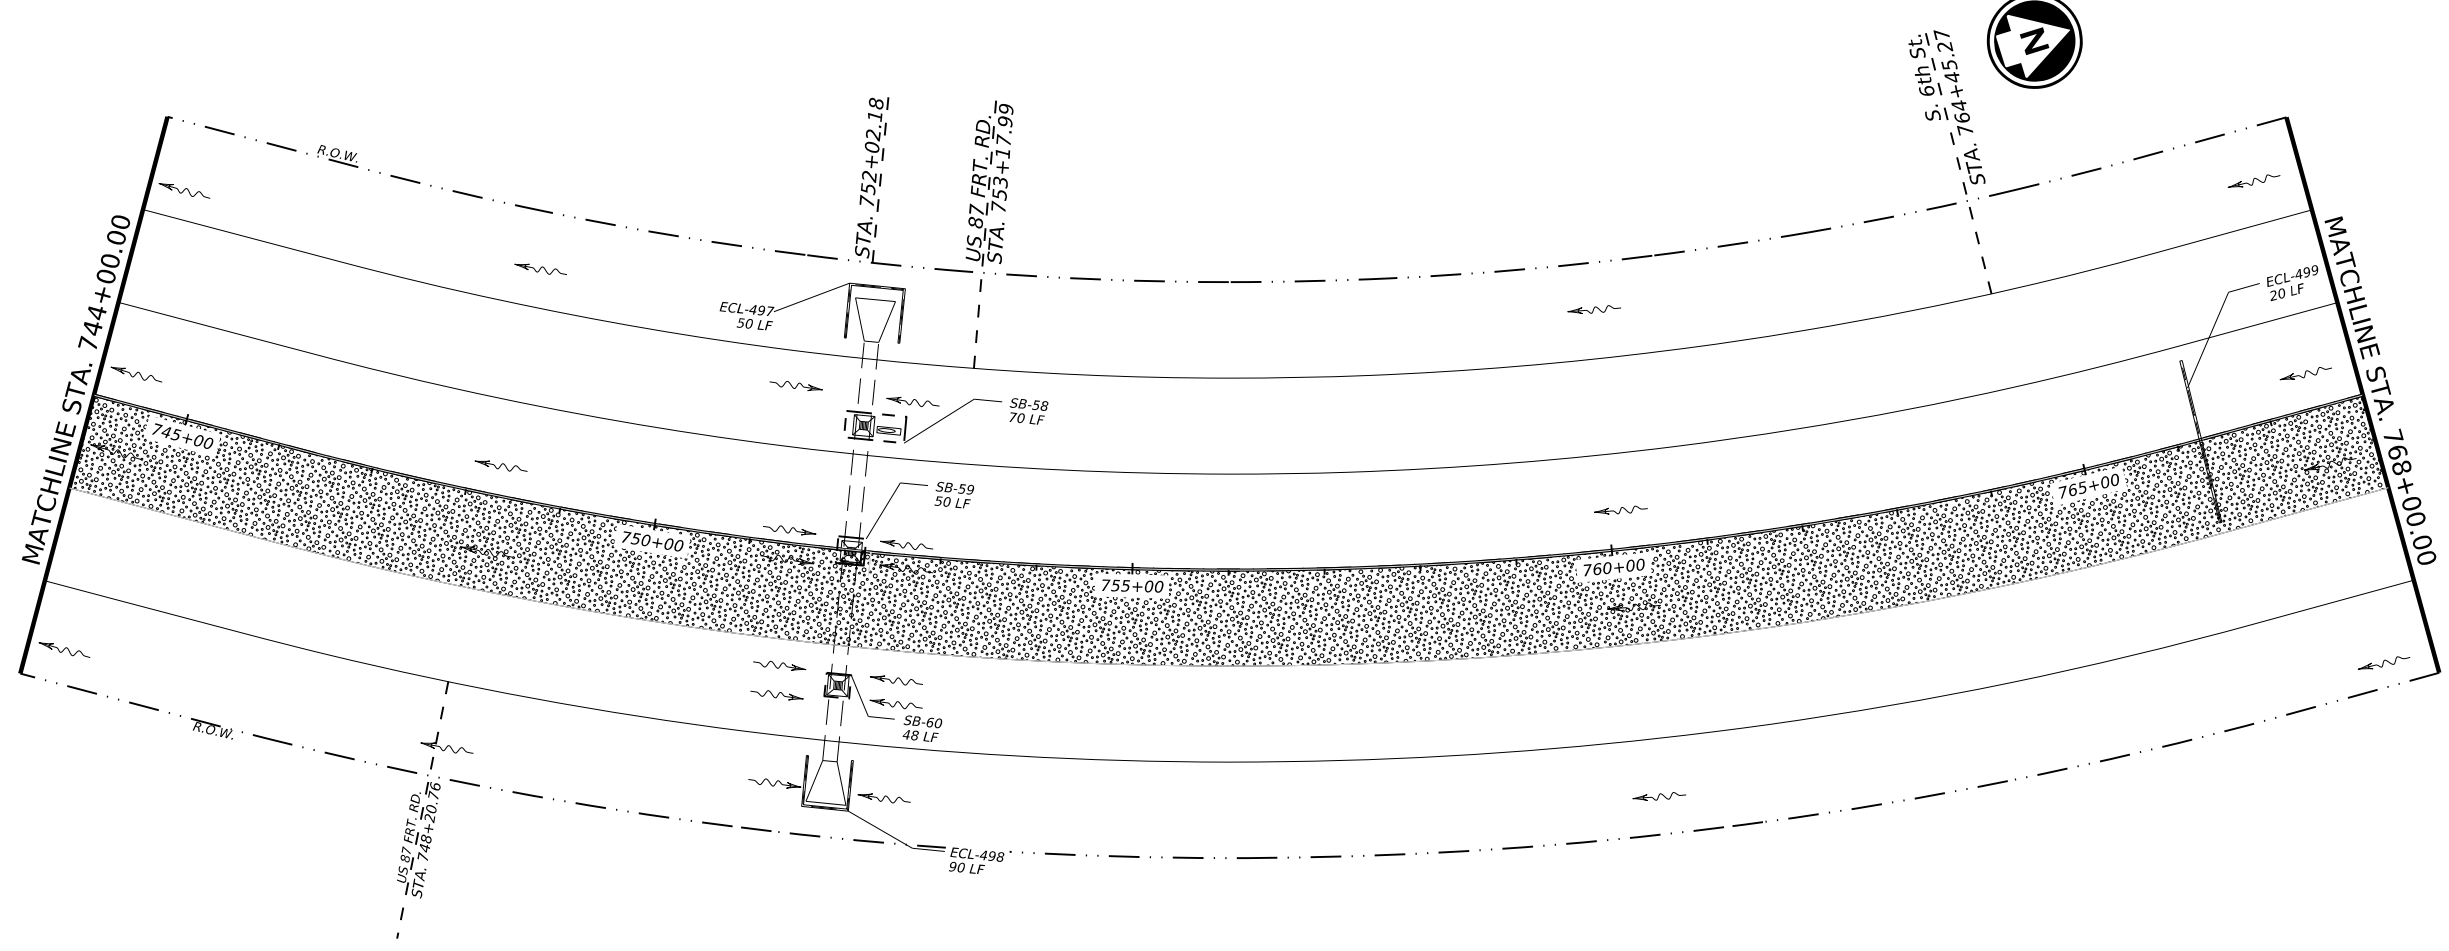 N
S. 6th St.
STA. 764+45.27
STA. 752+02.18
US 87 FRT. RD.
STA. 753+17.99
R.O.W.
MATCHLINE STA. 744+00.00
MATCHLINE STA. 768+00.00
ECL-499
20 LF
ECL-497
50 LF
SB-58
70 LF
SB-59
50 LF
745+00
750+00
755+00
760+00
765+00
SB-60
48 LF
R.O.W.
US 87 FRT. RD.
STA. 748+20.76
ECL-498
90 LF